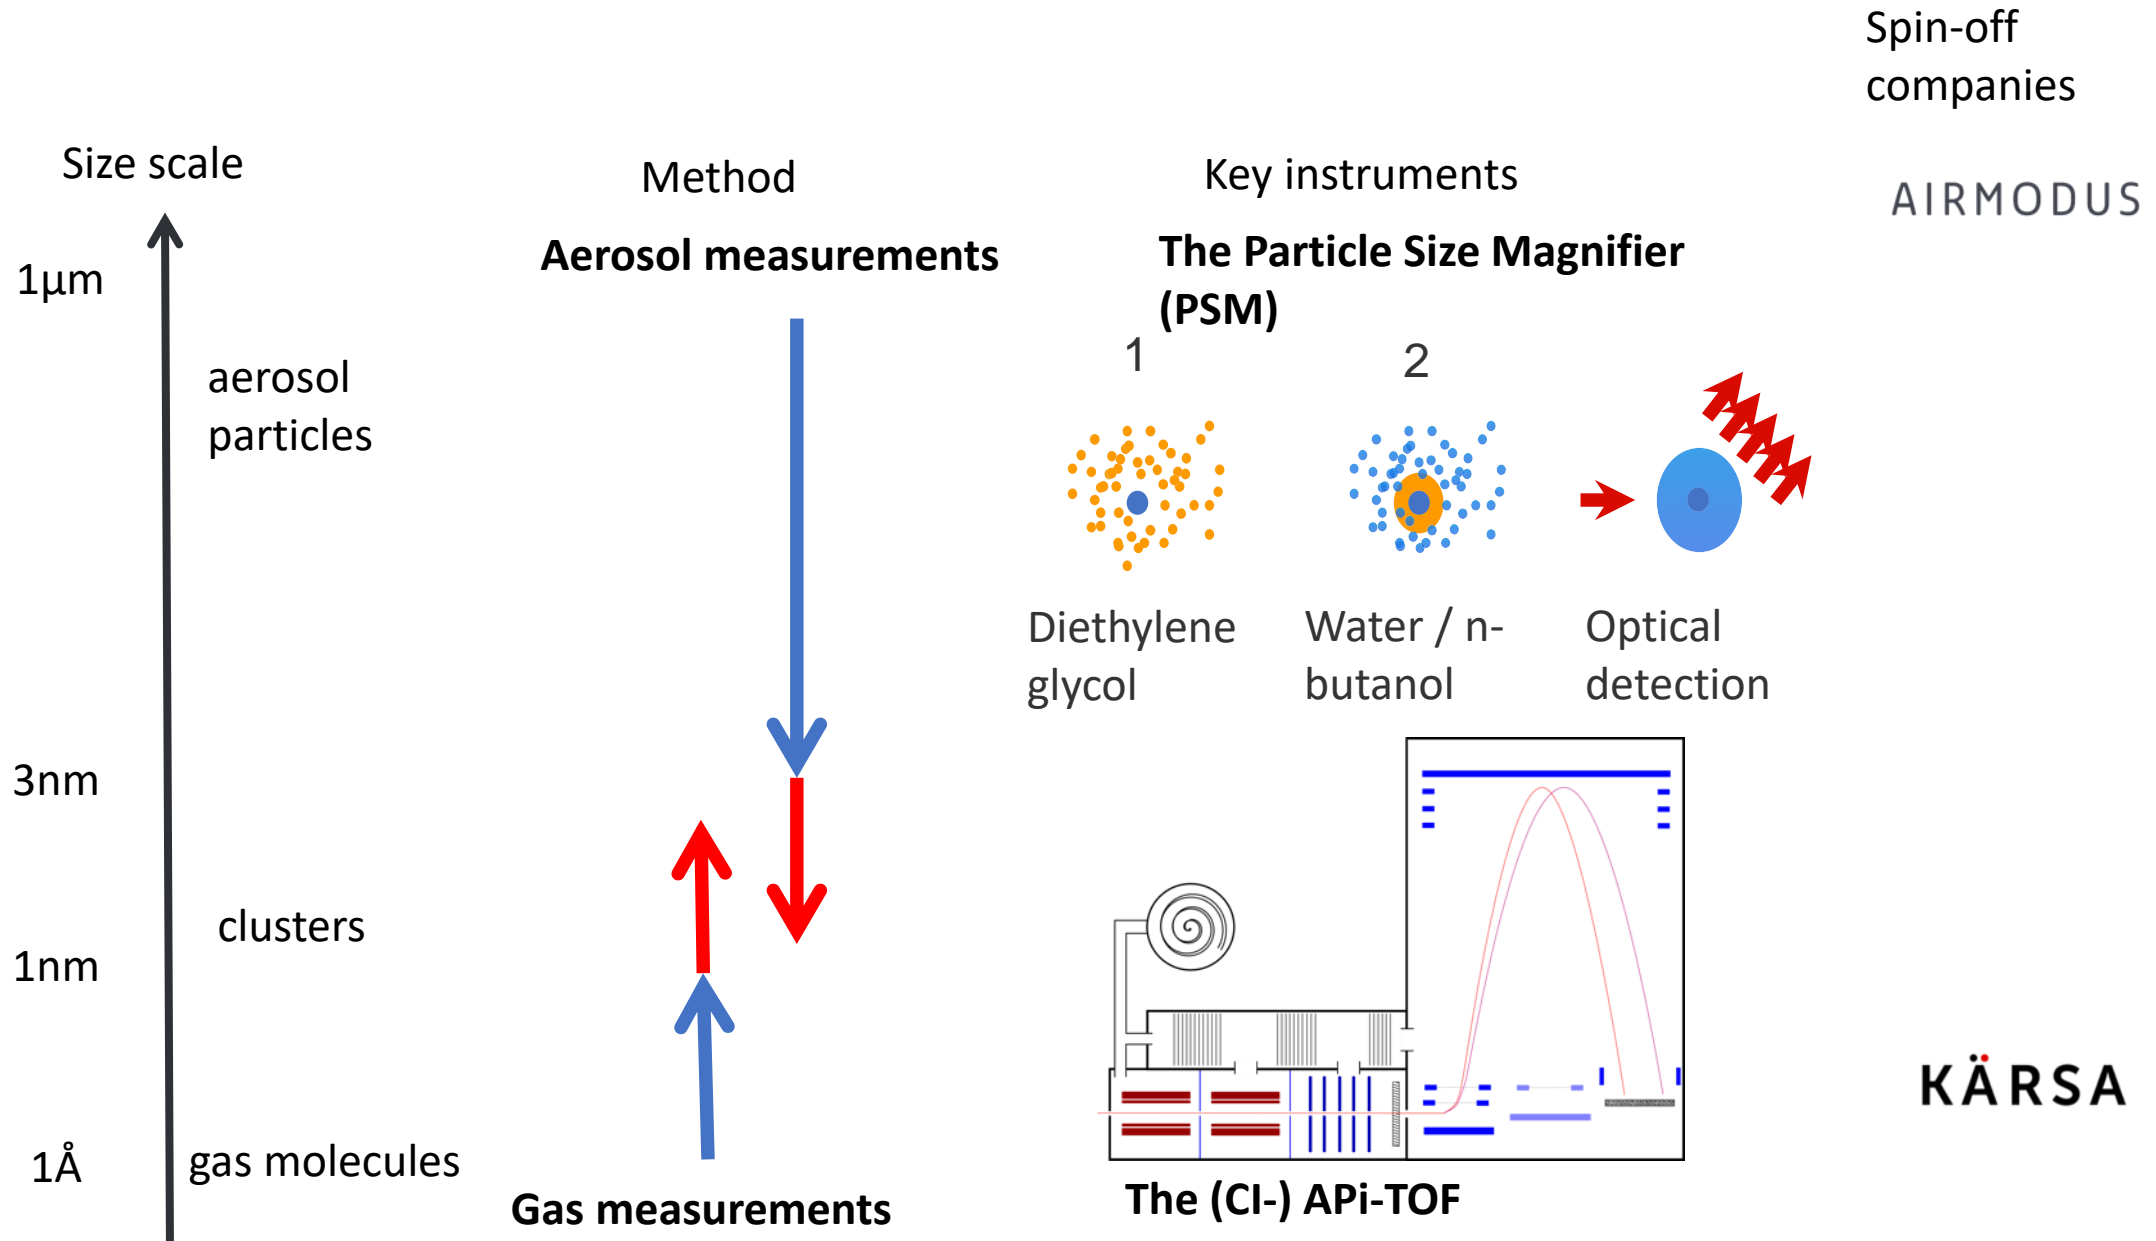 Spin-off
companies
Size scale
Method
Key instruments
AIRMODUS
Aerosol measurements
The Particle Size Magnifier
(PSM)
1µm
1
2
aerosol
particles
Diethylene
glycol
Water / n-
butanol
Optical
detection
3nm
clusters
1nm
KÄRSA
1Å
gas molecules
Gas measurements
The (CI-) APi-TOF